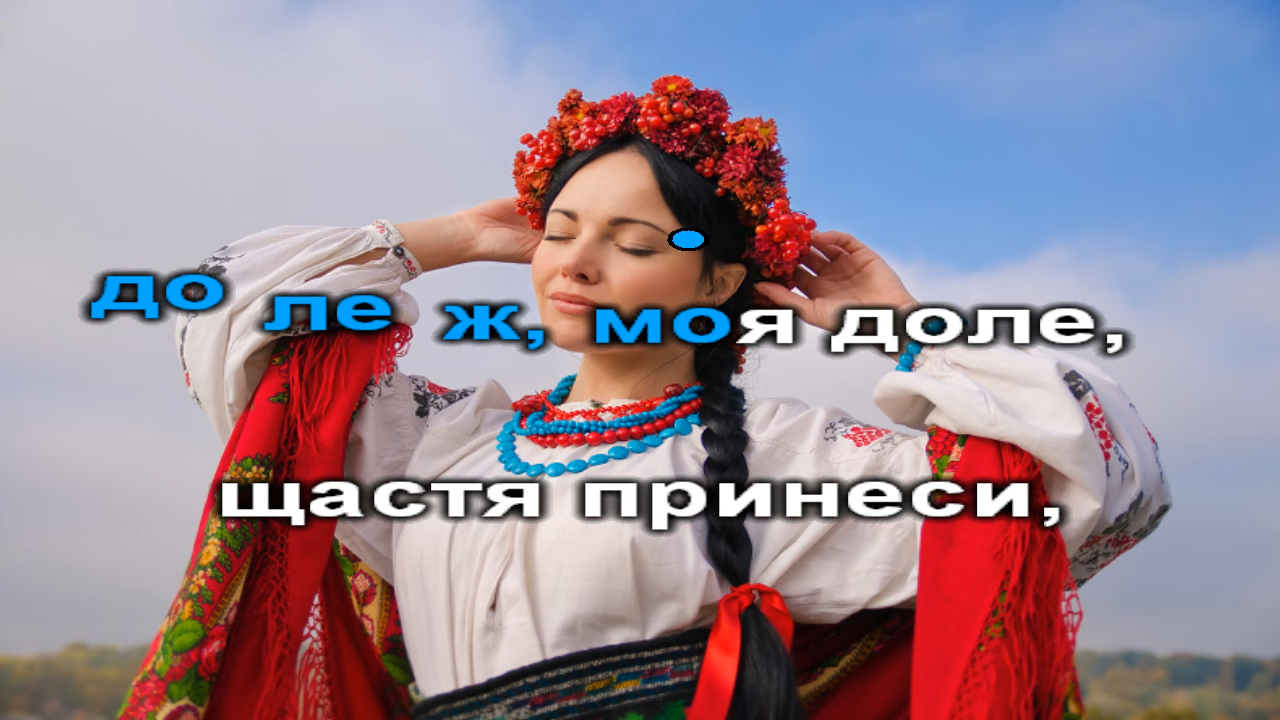 до ле ж, моя доле,
щастя принеси,